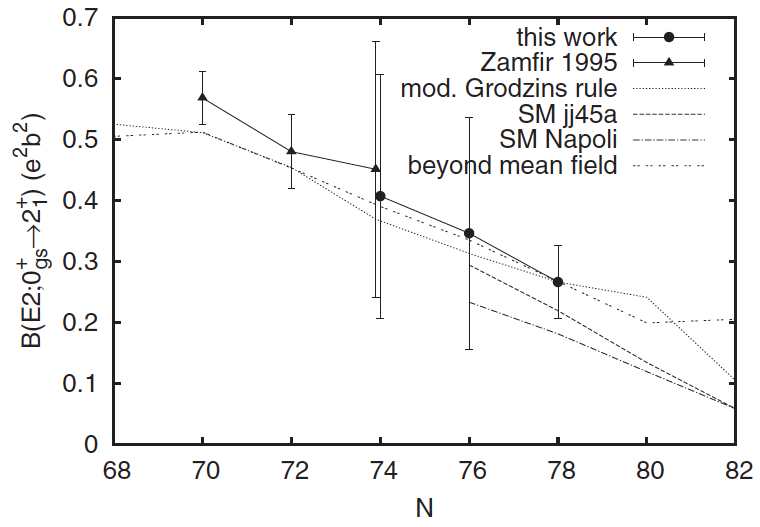 0.7
0.6
0.5
0.4
0.3
0.2
0.1
0
B(E2;0⁺gs→2⁺1) (e²b²)
this work
Zamfir 1995
mod. Grodzins rule
SM jj45a
SM Napoli
beyond mean field
68 70 72 74 76 78 80 82
N